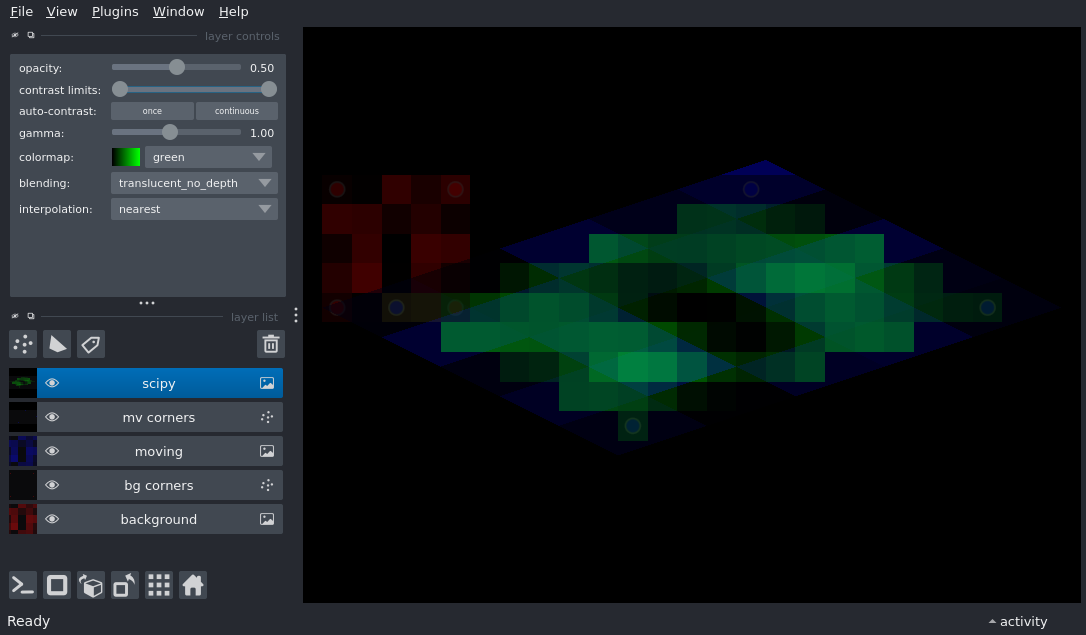 File View Plugins Window Help
layer controls
opacity: 0.50
contrast limits:
auto-contrast: once continuous
gamma: 1.00
colormap: green
blending: translucent_no_depth
interpolation: nearest
layer list
scipy
mv corners
moving
bg corners
background
Ready activity